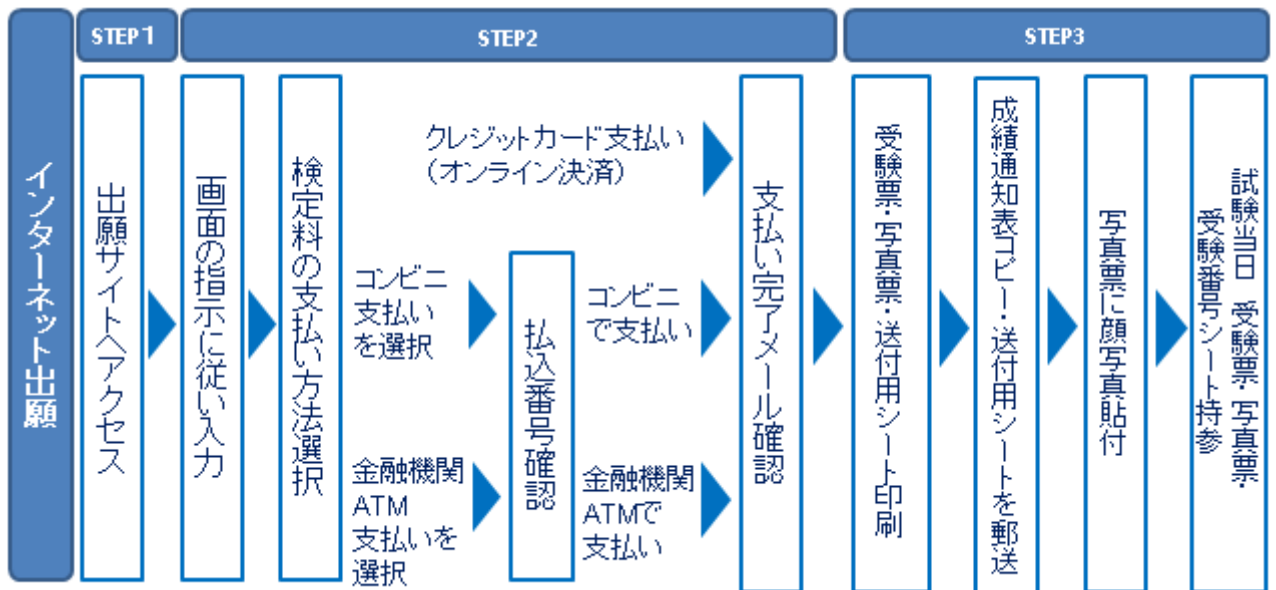 インターネット出願
STEP1
STEP2
STEP3
出願サイトへアクセス
画面の指示に従い入力
検定料の支払い方法選択
クレジットカード支払い
（オンライン決済）
コンビニ
支払い
を選択
金融機関
ATM
支払いを
選択
払込番号確認
コンビニ
で支払い
金融機関
ATMで
支払い
支払い完了メール確認
受験票・写真票・送付用シート印刷
成績通知表コピー・送付用シートを郵送
写真票に顔写真貼付
試験当日　受験票・写真票・
受験番号シート持参